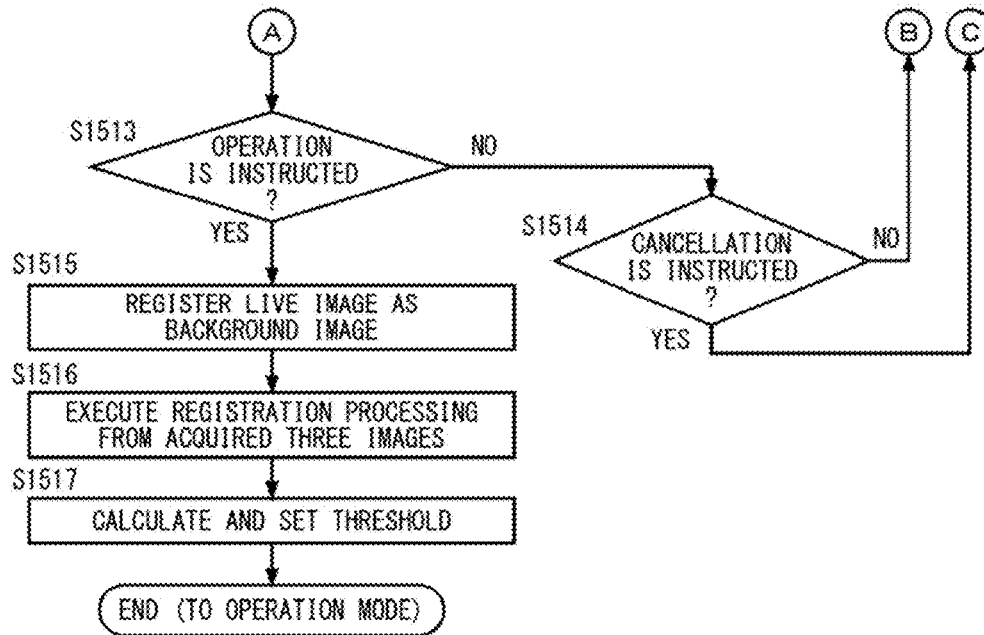 A
B
C
S1513
OPERATION
IS INSTRUCTED
?
NO
YES
S1514
CANCELLATION
IS INSTRUCTED
?
NO
YES
S1515
REGISTER LIVE IMAGE AS
BACKGROUND IMAGE
S1516
EXECUTE REGISTRATION PROCESSING
FROM ACQUIRED THREE IMAGES
S1517
CALCULATE AND SET THRESHOLD
END (TO OPERATION MODE)